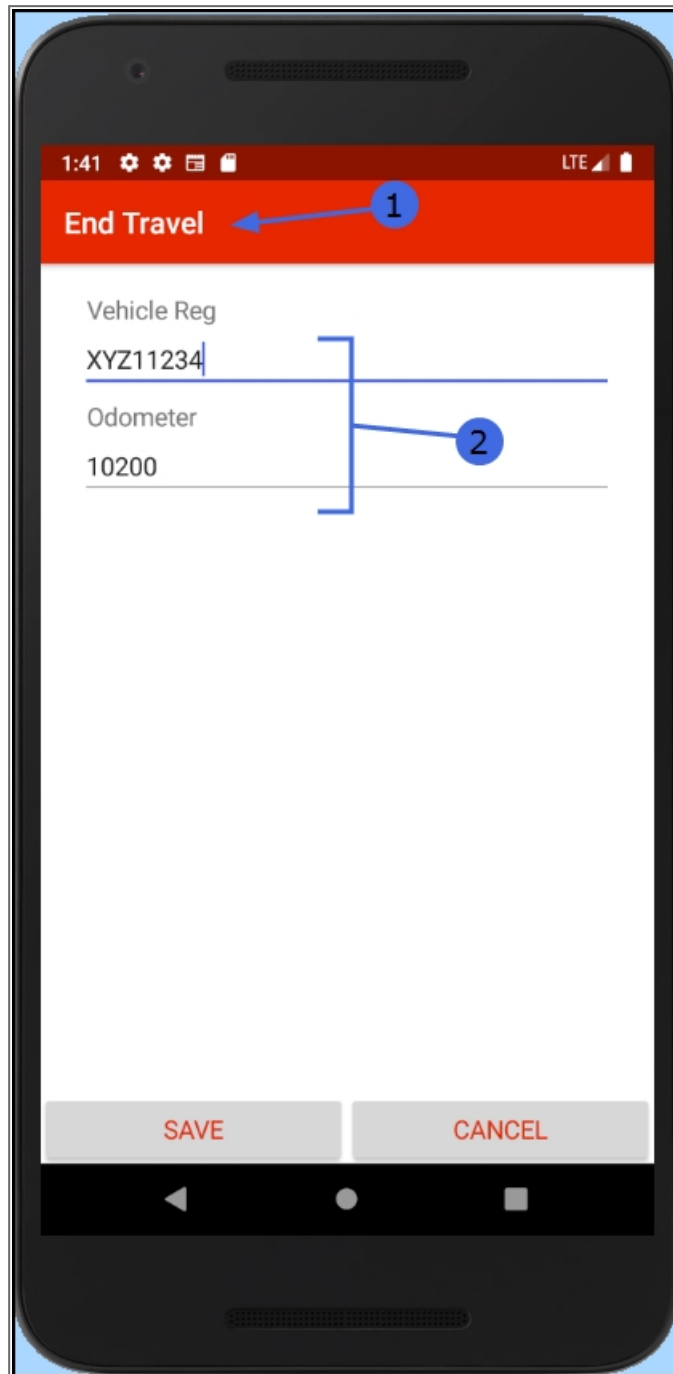 1:41 LTE
End Travel 1
Vehicle Reg
XYZ11234
Odometer
2
10200
SAVE CANCEL